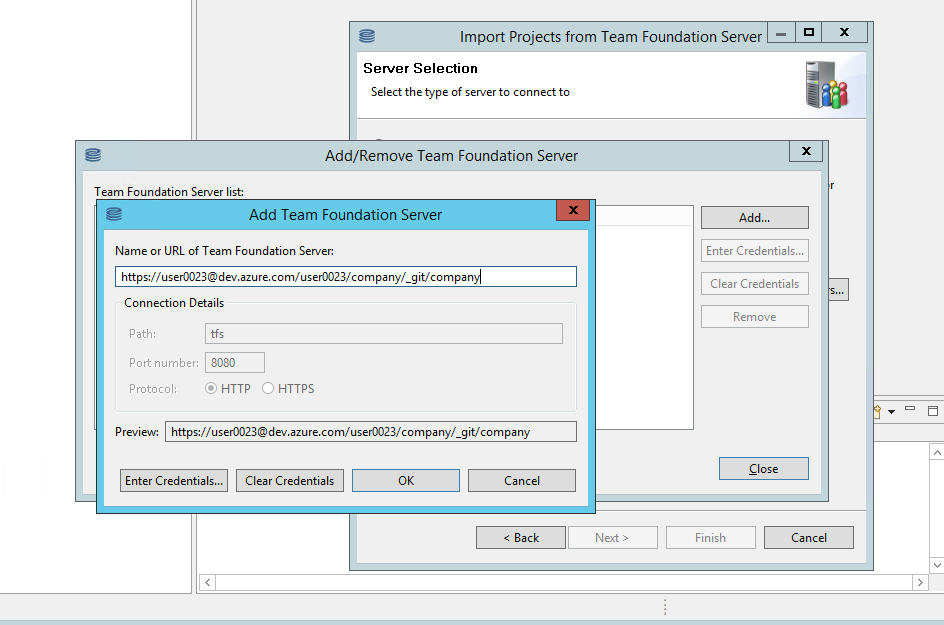 Import Projects from Team Foundation Server
Server Selection
Select the type of server to connect to
Add/Remove Team Foundation Server
Team Foundation Server list:
Add...
Enter Credentials...
Clear Credentials
Remove
Close
Add Team Foundation Server
Name or URL of Team Foundation Server:
https://user0023@dev.azure.com/user0023/company/_git/company
Connection Details
Path: tfs
Port number: 8080
Protocol: HTTP HTTPS
Preview: https://user0023@dev.azure.com/user0023/company/_git/company
Enter Credentials... Clear Credentials OK Cancel
< Back Next > Finish Cancel